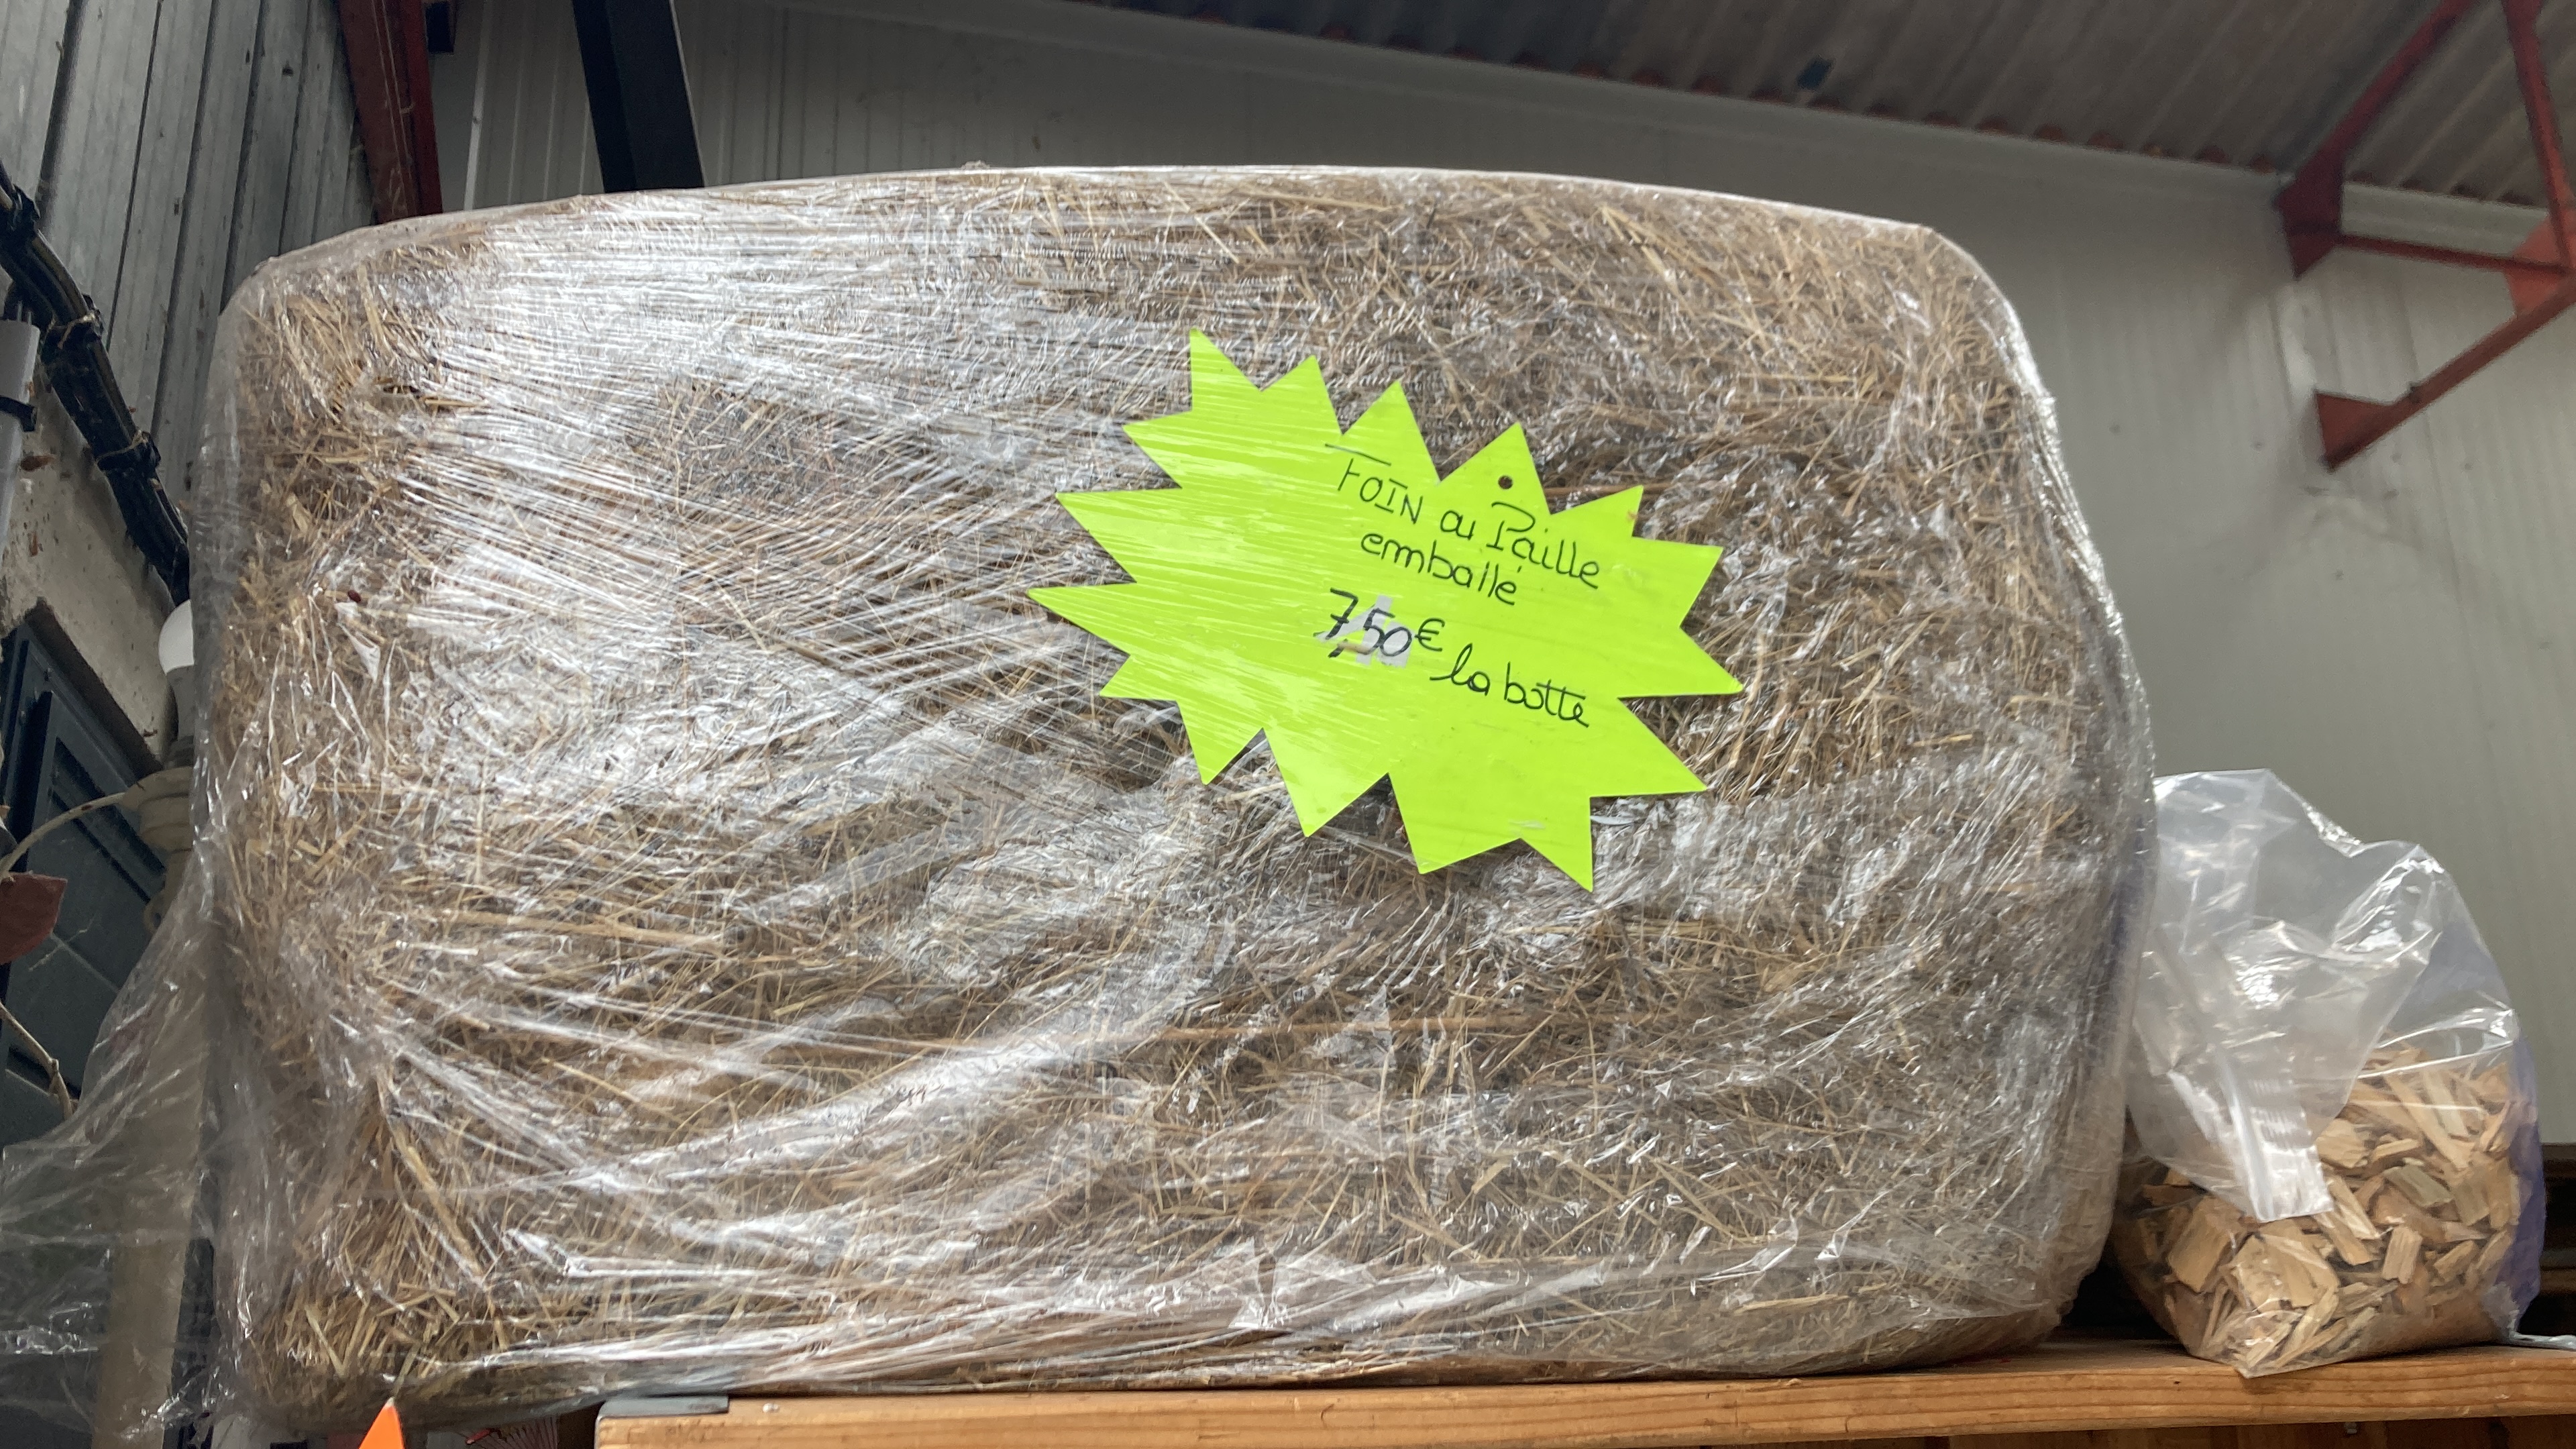 FOIN ou Paille
emballé
7,50€ la botte